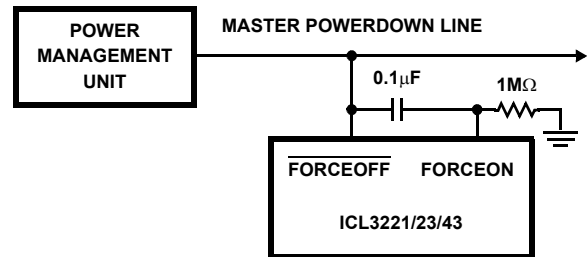 POWER
MANAGEMENT
UNIT
MASTER POWERDOWN LINE
0.1μF
1MΩ
FORCEOFF FORCEON
ICL3221/23/43